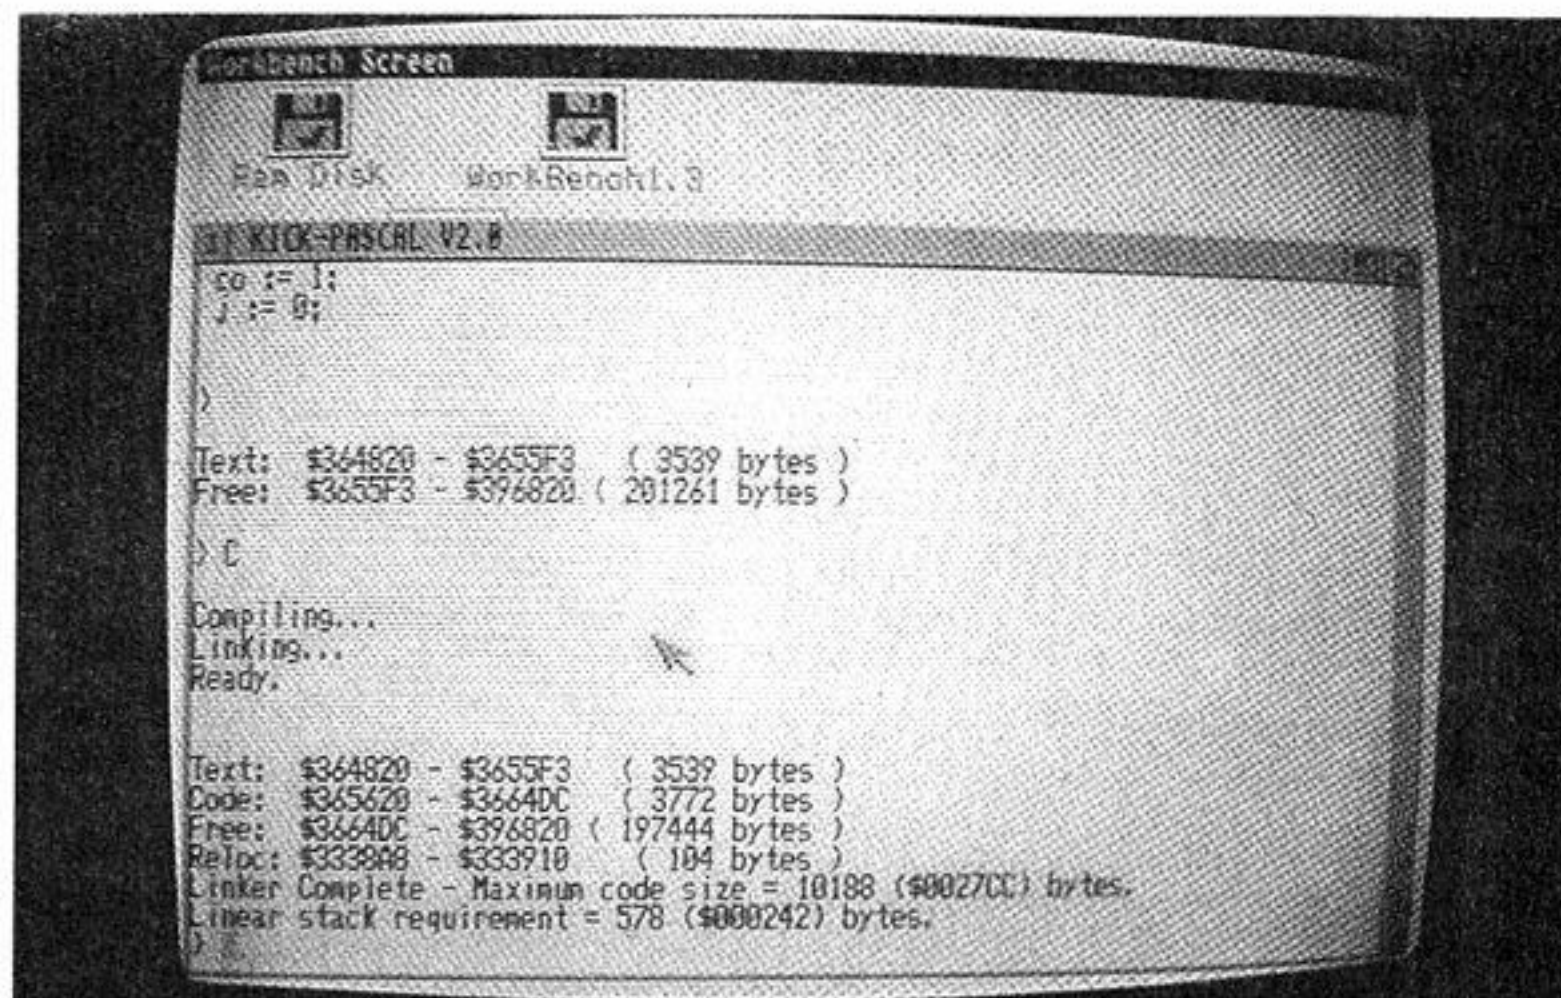 Workbench Screen
Ram Disk
WorkBench1.3
KICK-PASCAL V2.0
co := 1;
j := 0;
>
Text: $364820 - $3655F3 ( 3539 bytes )
Free: $3655F3 - $396820 ( 201261 bytes )
> C
Compiling...
Linking...
Ready.
Text: $364820 - $3655F3 ( 3539 bytes )
Code: $365620 - $3664DC ( 3772 bytes )
Free: $3664DC - $396820 ( 197444 bytes )
Reloc: $3338A8 - $333910 ( 104 bytes )
Linker Complete - Maximum code size = 10188 ($0027CC) bytes.
Linear stack requirement = 578 ($000242) bytes.
>